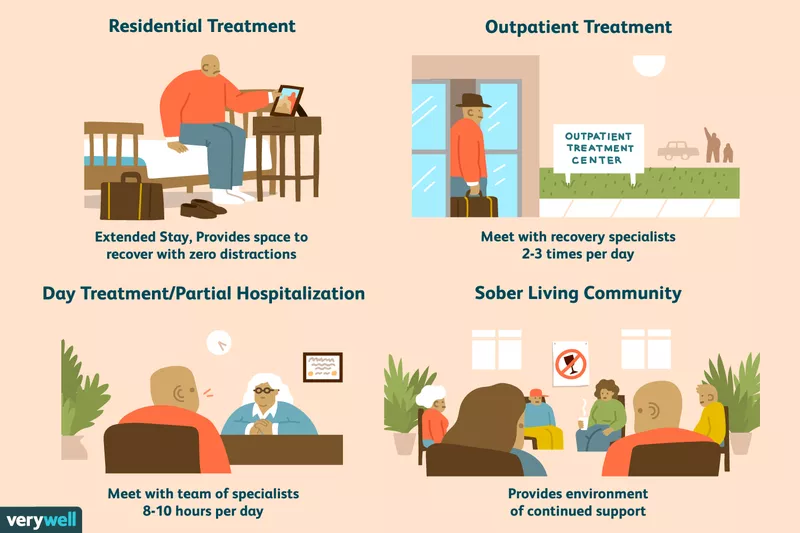 Residential Treatment
Outpatient Treatment
OUTPATIENT
TREATMENT
CENTER
Extended Stay, Provides space to
recover with zero distractions
Meet with recovery specialists
2-3 times per day
Day Treatment/Partial Hospitalization
Sober Living Community
Meet with team of specialists
8-10 hours per day
Provides environment
of continued support
verywell